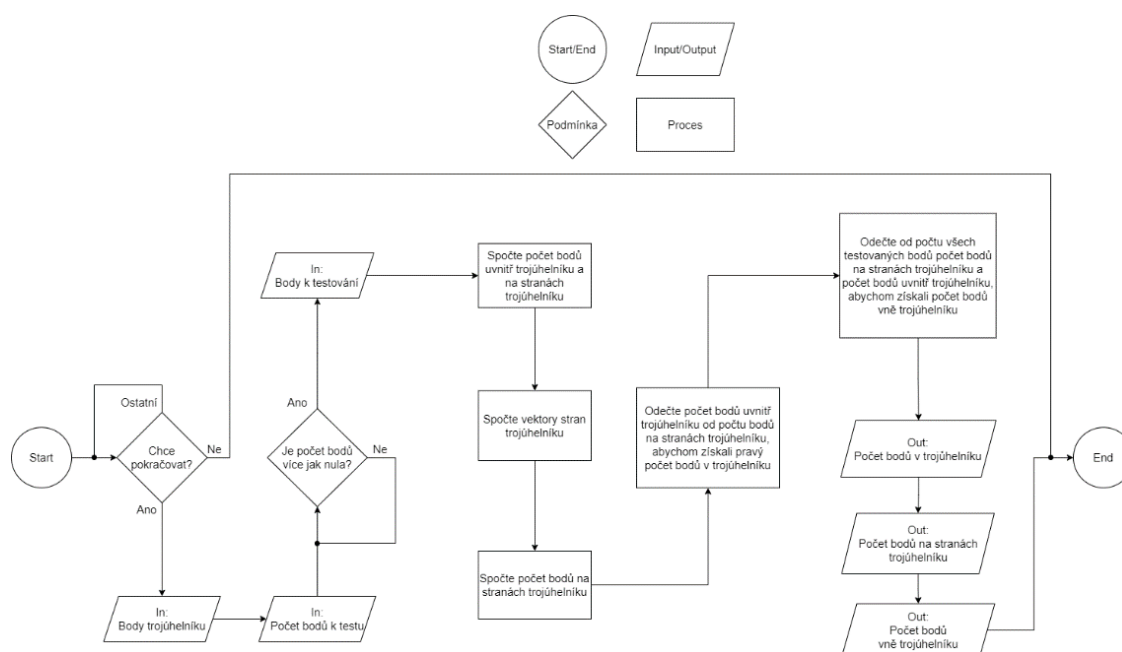 Start/End
Input/Output
Podmínka
Proces
Start
Ostatní
Chce
pokračovat?
Ne
Ano
In:
Body trojúhelníku
In:
Počet bodů k testu
Je počet bodů
více jak nula?
Ne
Ano
In:
Body k testování
Spočte počet bodů
uvnitř trojúhelníku a
na stranách
trojúhelníku
Spočte vektory stran
trojúhelníku
Spočte počet bodů na
stranách trojúhelníku
Odečte počet bodů uvnitř
trojúhelníku od počtu bodů
na stranách trojúhelníku,
abychom získali pravý
počet bodů v trojúhelníku
Odečte od počtu všech
testovaných bodů počet bodů
na stranách trojúhelníku a
počet bodů uvnitř trojúhelníku,
abychom získali počet bodů
vně trojúhelníku
Out:
Počet bodů v trojúhelníku
Out:
Počet bodů na stranách
trojúhelníku
Out:
Počet bodů
vně trojúhelníku
End